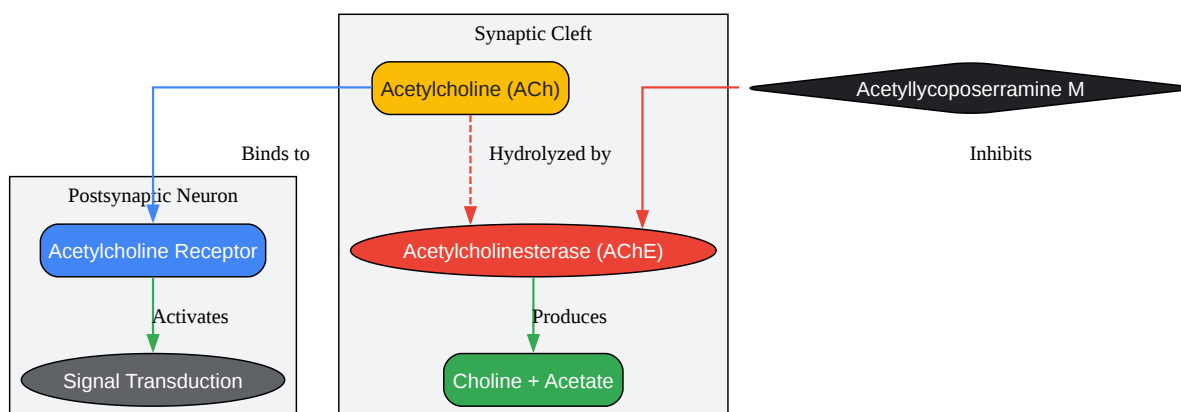 Synaptic Cleft
Acetylcholine (ACh)
Acetyllycoposerramine M
Binds to
Hydrolyzed by
Inhibits
Postsynaptic Neuron
Acetylcholine Receptor
Acetylcholinesterase (AChE)
Activates
Produces
Signal Transduction
Choline + Acetate